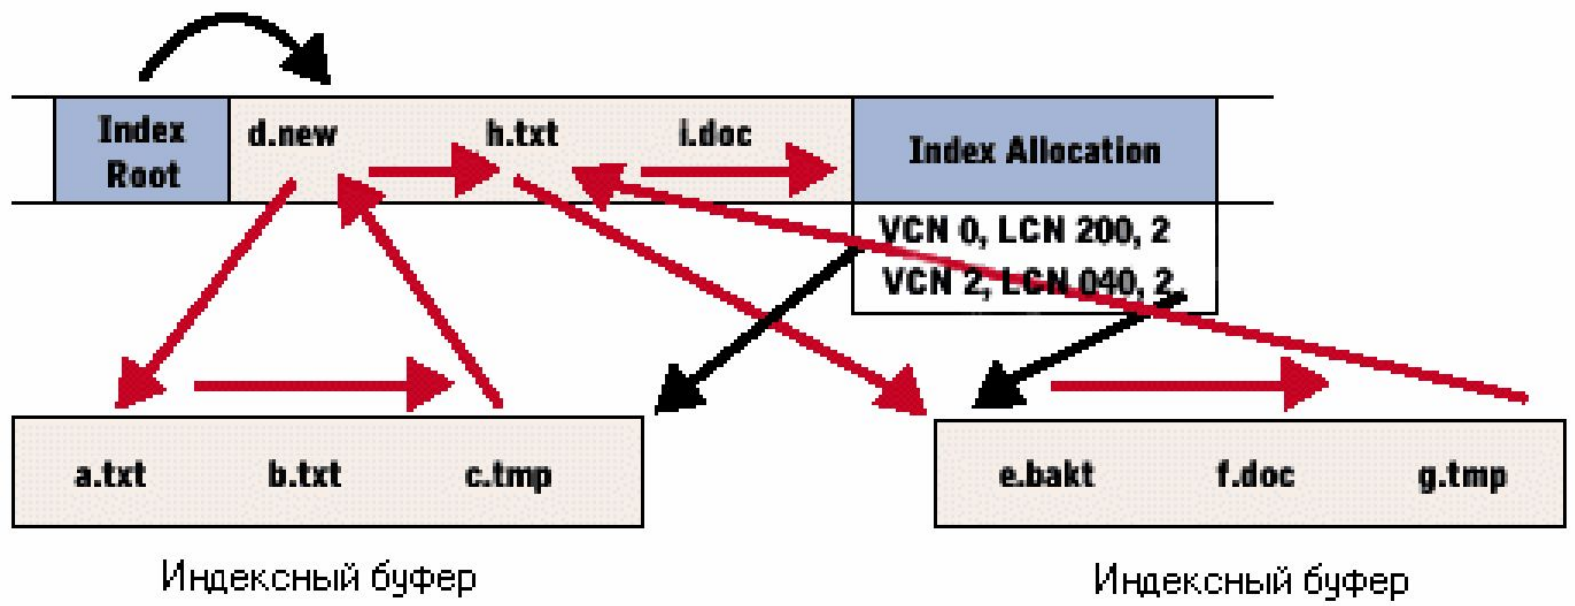 Index Root
d.new h.txt i.doc
Index Allocation
VCN 0, LCN 200, 2
VCN 2, LCN 040, 2
a.txt b.txt c.tmp
e.bakt f.doc g.tmp
Индексный буфер
Индексный буфер